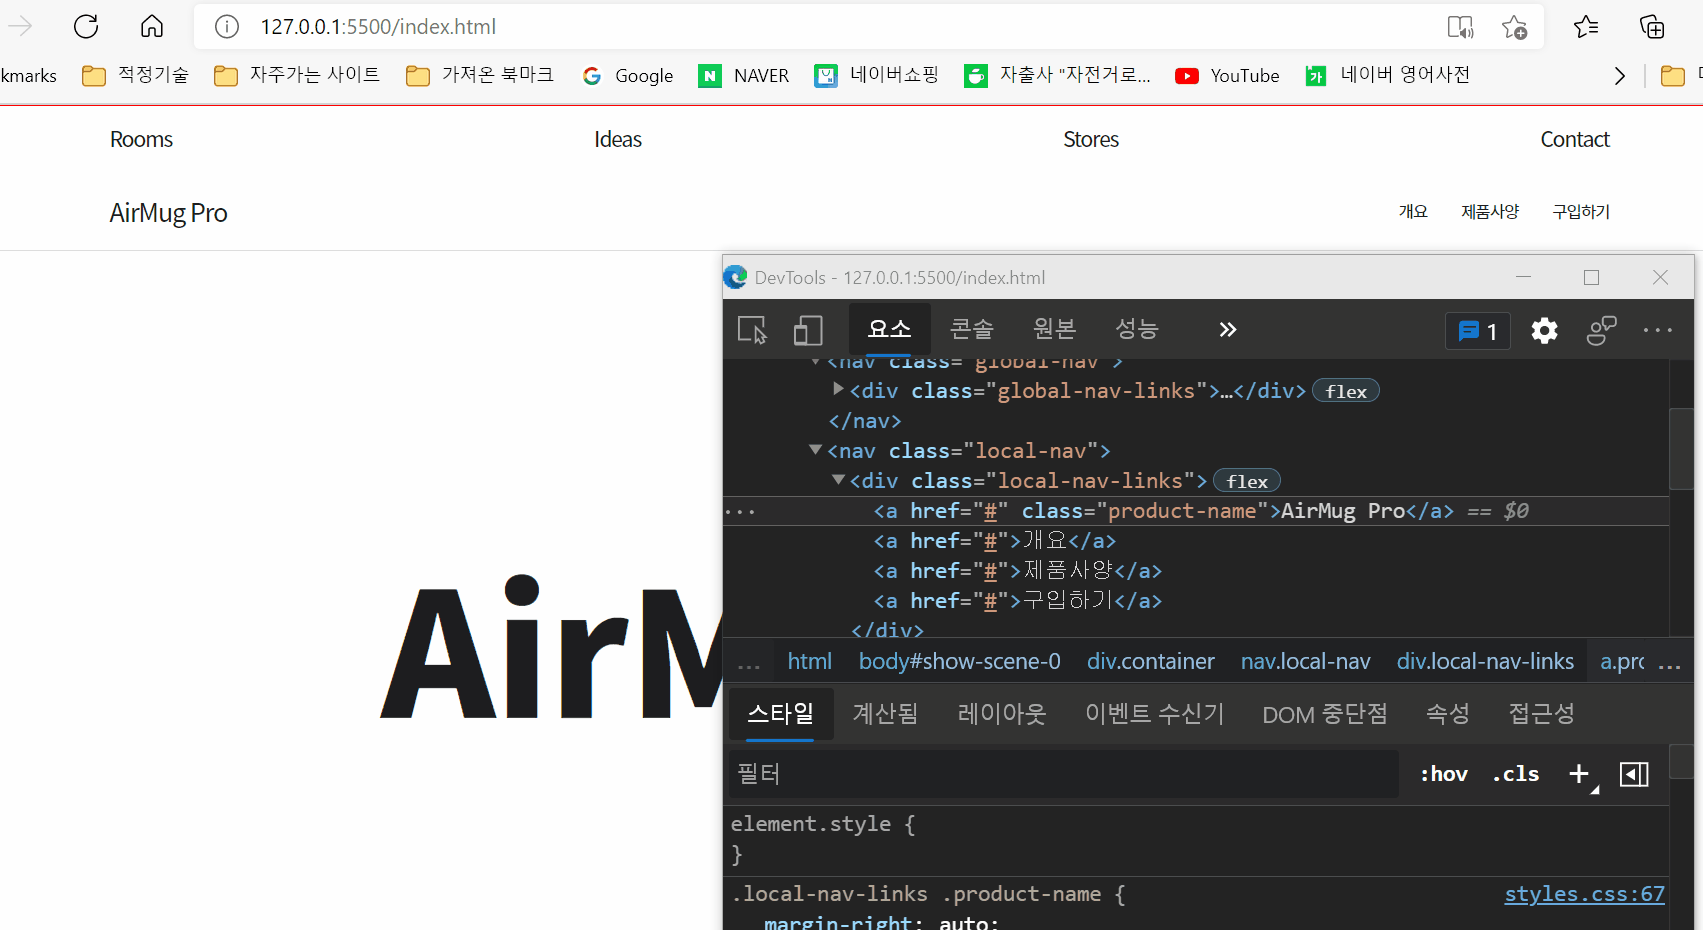 127.0.0.1:5500/index.html
kmarks 적정기술 자주가는 사이트 가져온 북마크 Google NAVER 네이버쇼핑 자출사 "자전거로... YouTube 네이버 영어사전
Rooms Ideas Stores Contact
AirMug Pro 개요 제품사양 구입하기
AirM
DevTools - 127.0.0.1:5500/index.html
요소 콘솔 원본 성능 1
<nav class="global-nav">
<div class="global-nav-links">…</div> flex
</nav>
<nav class="local-nav">
<div class="local-nav-links"> flex
<a href="#" class="product-name">AirMug Pro</a> == $0
<a href="#">개요</a>
<a href="#">제품사양</a>
<a href="#">구입하기</a>
</div>
... html body#show-scene-0 div.container nav.local-nav div.local-nav-links a.prc ...
스타일 계산됨 레이아웃 이벤트 수신기 DOM 중단점 속성 접근성
필터 :hov .cls
element.style {
}
.local-nav-links .product-name { styles.css:67
margin-right: auto;